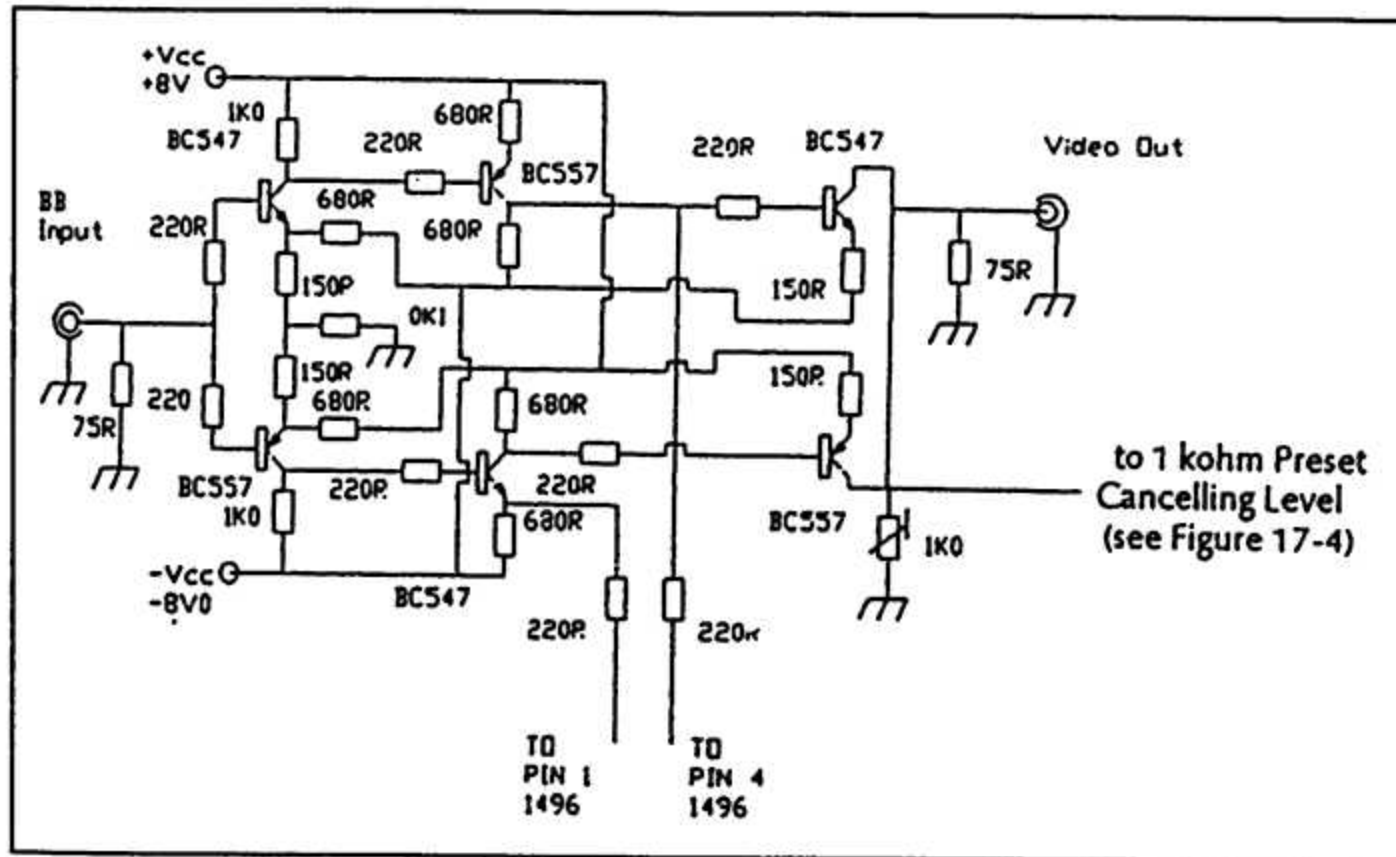 +Vcc
+8V
1K0
BC547
680R
220R
BC557
220R
BC547
Video Out
BB
Input
220R
680R
680R
150P
0K1
150R
75R
150R
680R
680R
150R
220
75R
BC557
1K0
220R
220R
680R
BC557
1K0
to 1 kohm Preset
Cancelling Level
(see Figure 17-4)
-Vcc
-8V0
BC547
220R
220R
TO
PIN 1
1496
TO
PIN 4
1496